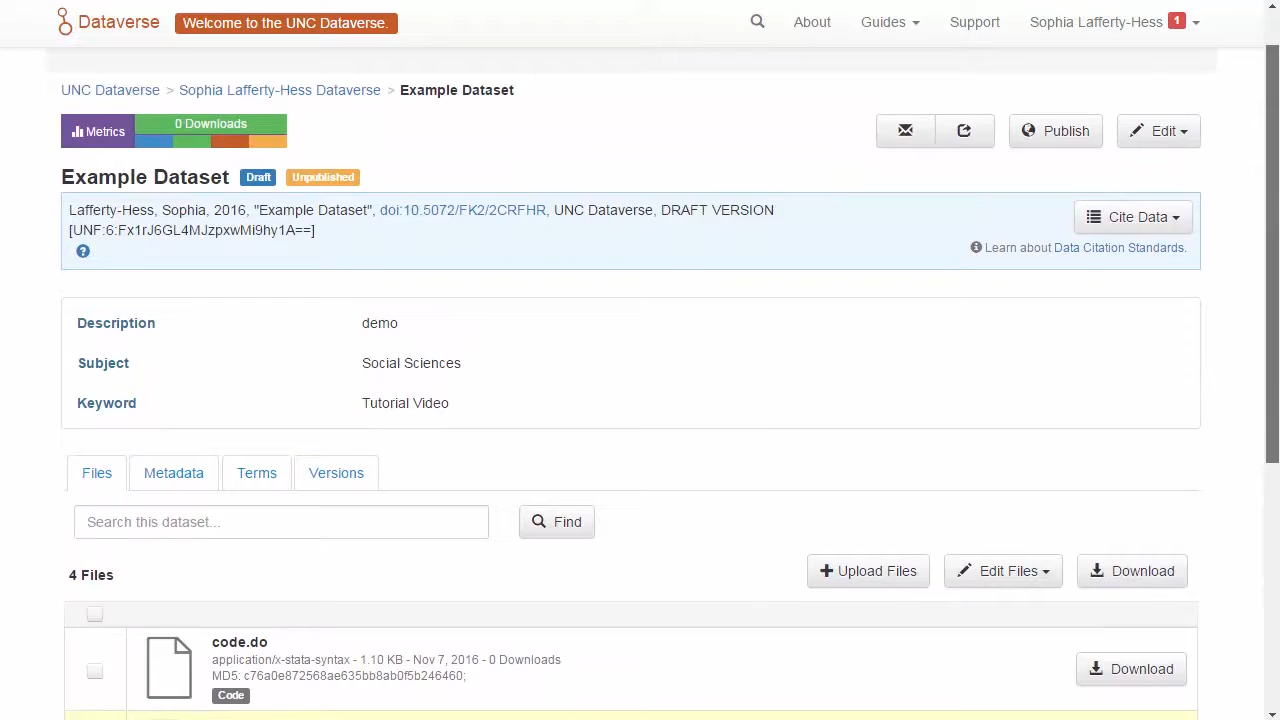 Dataverse Welcome to the UNC Dataverse. About Guides Support Sophia Lafferty-Hess 1
UNC Dataverse > Sophia Lafferty-Hess Dataverse > Example Dataset
Metrics 0 Downloads Publish Edit
Example Dataset Draft Unpublished
Lafferty-Hess, Sophia, 2016, "Example Dataset", doi:10.5072/FK2/2CRFHR, UNC Dataverse, DRAFT VERSION
[UNF:6:Fx1rJ6GL4MJzpxwMi9hy1A==]
Cite Data
Learn about Data Citation Standards.
Description demo
Subject Social Sciences
Keyword Tutorial Video
Files Metadata Terms Versions
Search this dataset... Find
4 Files Upload Files Edit Files Download
code.do
application/x-stata-syntax - 1.10 KB - Nov 7, 2016 - 0 Downloads
MD5: c76a0e872568ae635bb8ab0f5b246460;
Code
Download